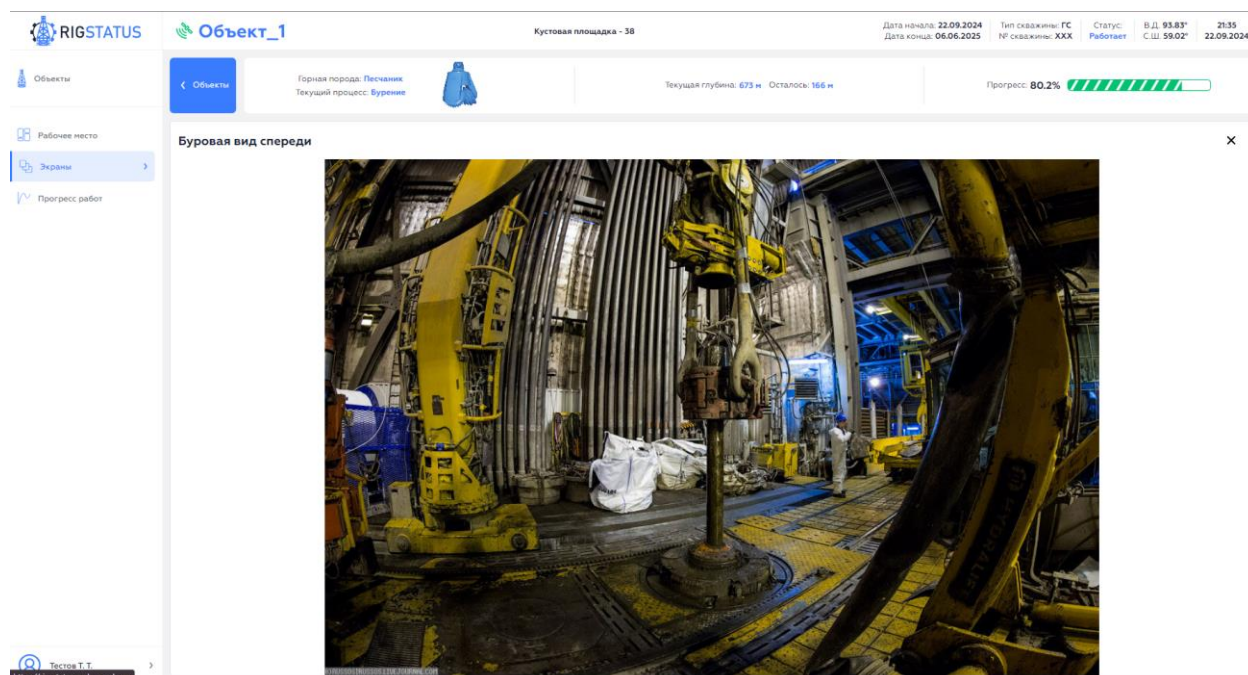 RIGSTATUS
Объект_1
Кустовая площадка - 38
Дата начала: 22.09.2024
Дата конца: 06.06.2025
Тип скважины: ГС
№ скважины: XXX
Статус:
Работает
В.Д. 93.83°
С.Ш. 59.02°
21:35
22.09.2024
Объекты
Рабочее место
Экраны
Прогресс работ
Объекты
Горная порода: Песчаник
Текущий процесс: Бурение
Текущая глубина: 673 м Осталось: 166 м
Прогресс: 80.2%
Буровая вид спереди
HYDRALIFT
Тестов Т. Т.